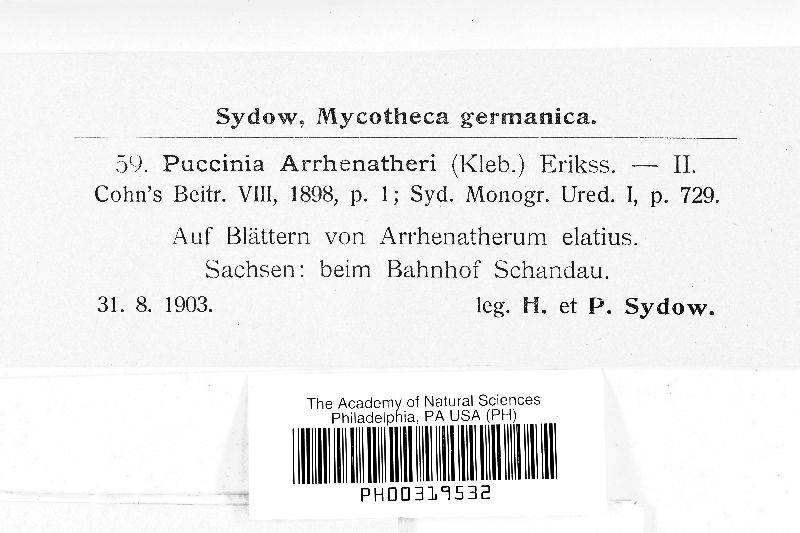 Sydow, Mycotheca germanica.
59. Puccinia Arrhenatheri (Kleb.) Erikss. — II.
Cohn's Beitr. VIII, 1898, p. 1; Syd. Monogr. Ured. I, p. 729.
Auf Blättern von Arrhenatherum elatius.
Sachsen: beim Bahnhof Schandau.
31. 8. 1903. leg. H. et P. Sydow.
The Academy of Natural Sciences
Philadelphia, PA USA (PH)
PH00319532